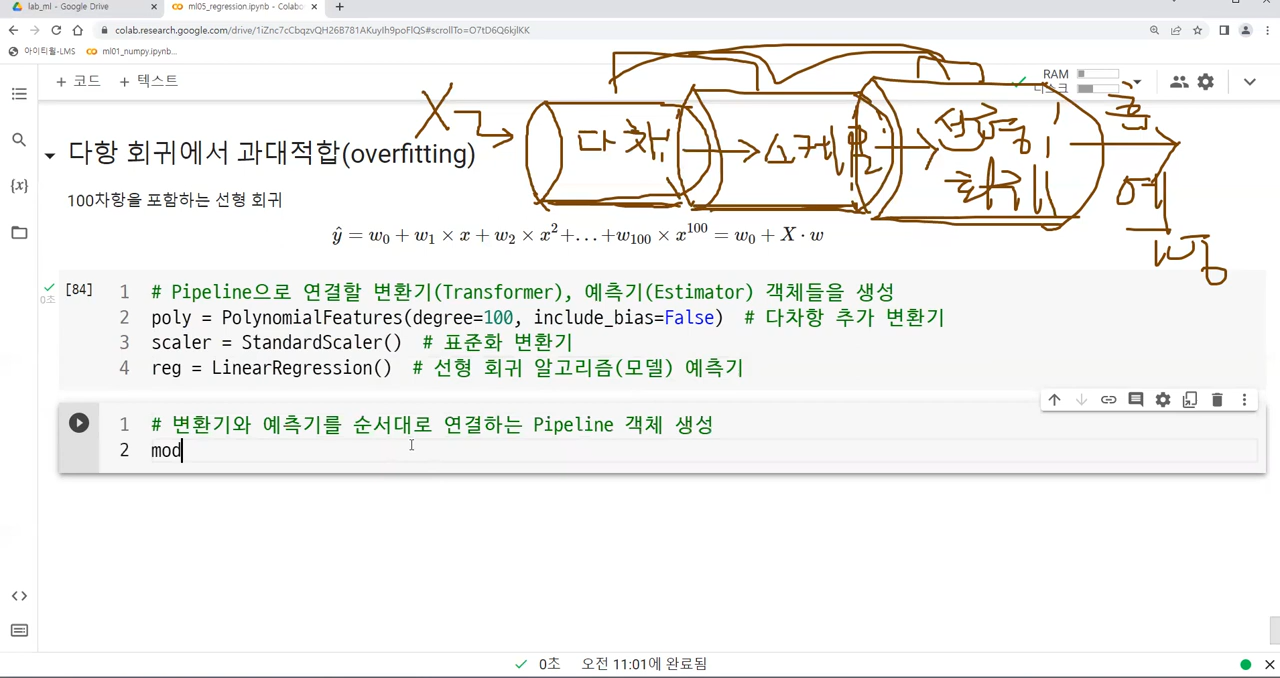 lab_ml - Google Drive
ml05_regression.ipynb - Colabo
colab.research.google.com/drive/1iZnc7cCbqzvQH26B781AKuyIh9poFlQS#scrollTo=O7tD6Q6kjlKK
아이티윌-LMS
ml01_numpy.ipynb...
+ 코드 + 텍스트
RAM
디스크
X
다차
스케일
선형
회귀
훈
예
측
다항 회귀에서 과대적합(overfitting)
100차항을 포함하는 선형 회귀
ŷ = w₀ + w₁ × x + w₂ × x² +...+ w₁₀₀ × x¹⁰⁰ = w₀ + X · w
[84]
0초
1 # Pipeline으로 연결할 변환기(Transformer), 예측기(Estimator) 객체들을 생성
2 poly = PolynomialFeatures(degree=100, include_bias=False) # 다차항 추가 변환기
3 scaler = StandardScaler() # 표준화 변환기
4 reg = LinearRegression() # 선형 회귀 알고리즘(모델) 예측기
1 # 변환기와 예측기를 순서대로 연결하는 Pipeline 객체 생성
2 mod
0초 오전 11:01에 완료됨